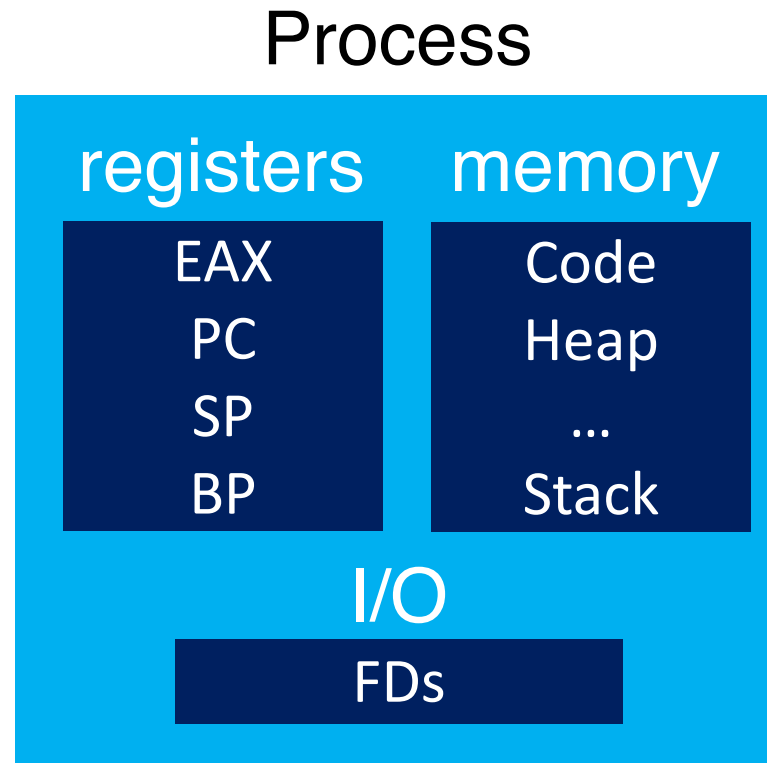 Process
registers
EAX
PC
SP
BP
memory
Code
Heap
...
Stack
I/O
FDs